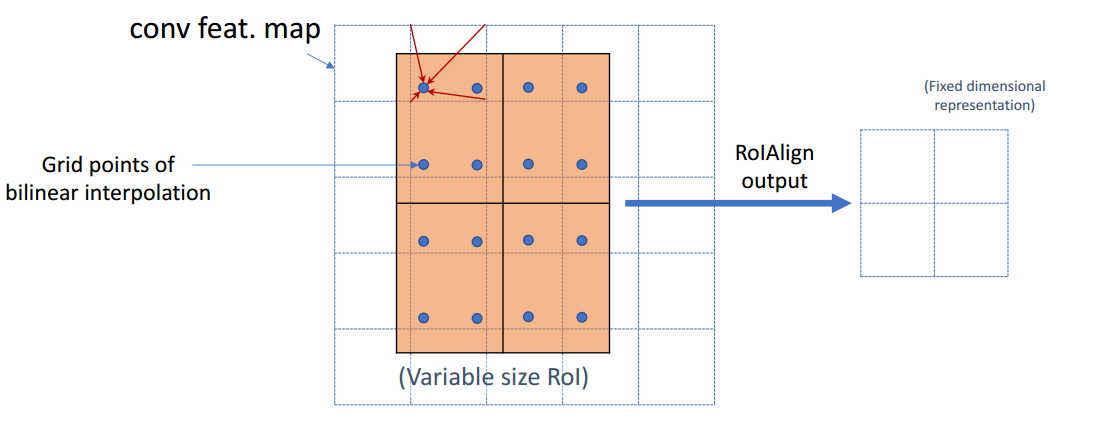 conv feat. map
(Fixed dimensional
representation)
Grid points of
bilinear interpolation
RoIAlign
output
(Variable size RoI)